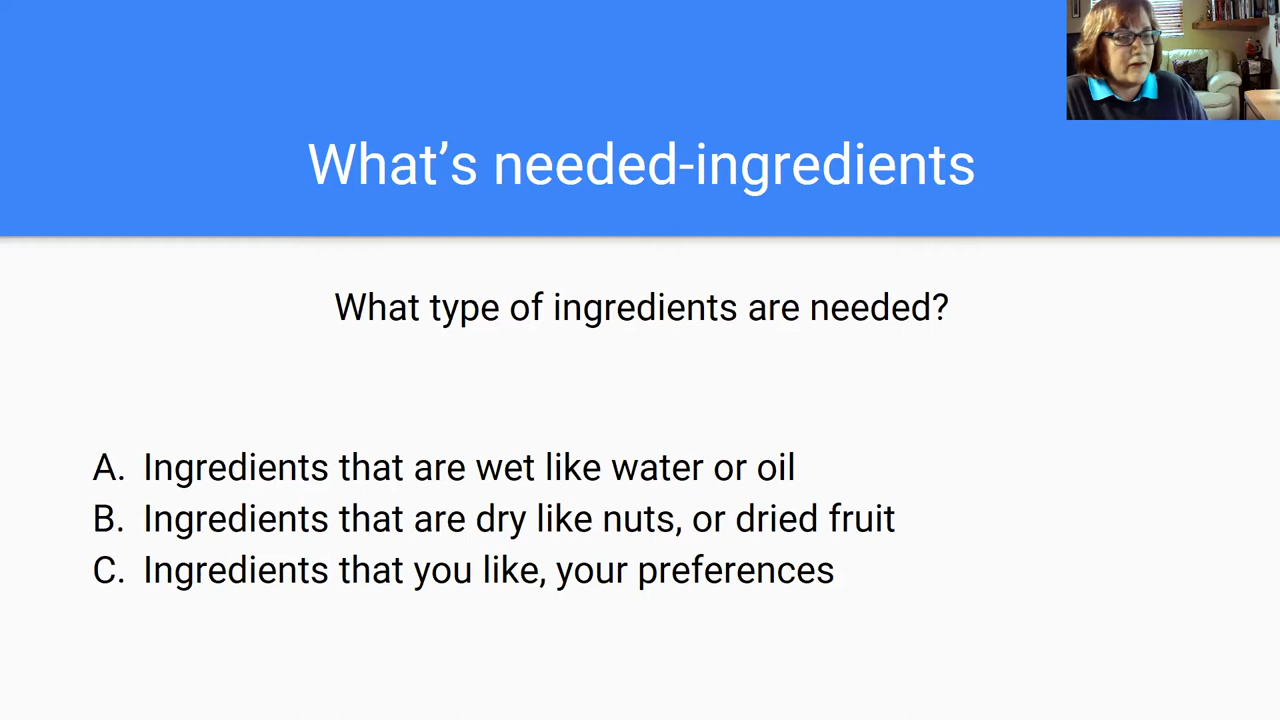 What’s needed-ingredients
What type of ingredients are needed?
A. Ingredients that are wet like water or oil
B. Ingredients that are dry like nuts, or dried fruit
C. Ingredients that you like, your preferences